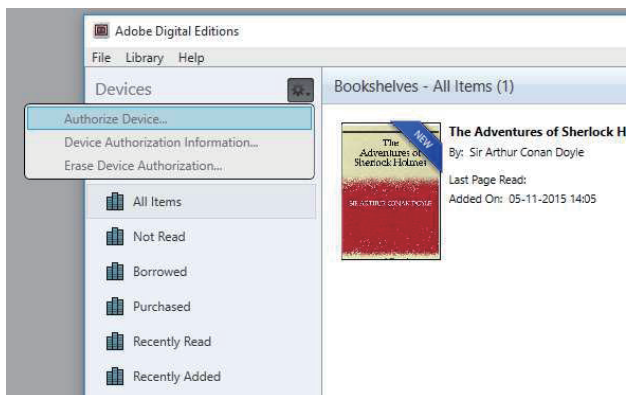 Adobe Digital Editions
File Library Help
Devices
Authorize Device...
Device Authorization Information...
Erase Device Authorization...
All Items
Not Read
Borrowed
Purchased
Recently Read
Recently Added
Bookshelves - All Items (1)
The
Adventures of
Sherlock Holmes
SIR ARTHUR CONAN DOYLE
NEW
The Adventures of Sherlock H
By: Sir Arthur Conan Doyle
Last Page Read:
Added On: 05-11-2015 14:05